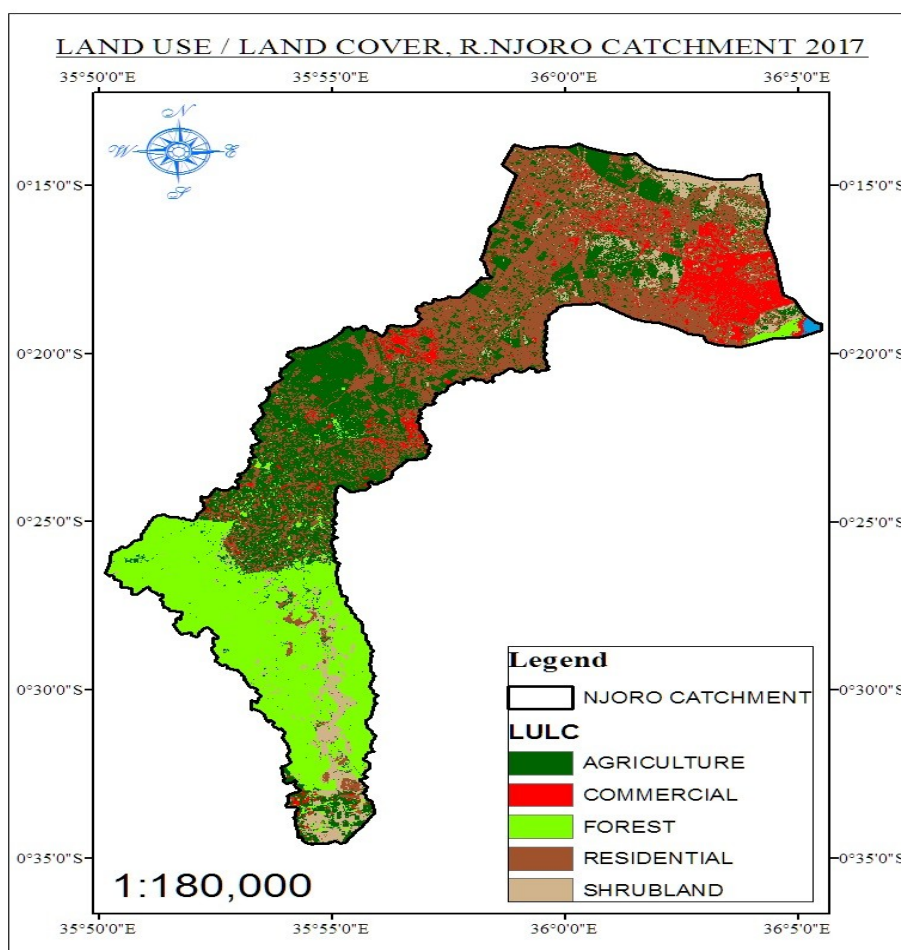 LAND USE / LAND COVER, R.NJORO CATCHMENT 2017
35°50'0"E 35°55'0"E 36°0'0"E 36°5'0"E
N
W E
S
0°15'0"S 0°15'0"S
0°20'0"S 0°20'0"S
0°25'0"S 0°25'0"S
0°30'0"S 0°30'0"S
0°35'0"S 0°35'0"S
Legend
NJORO CATCHMENT
LULC
AGRICULTURE
COMMERCIAL
FOREST
RESIDENTIAL
SHRUBLAND
1:180,000
35°50'0"E 35°55'0"E 36°0'0"E 36°5'0"E